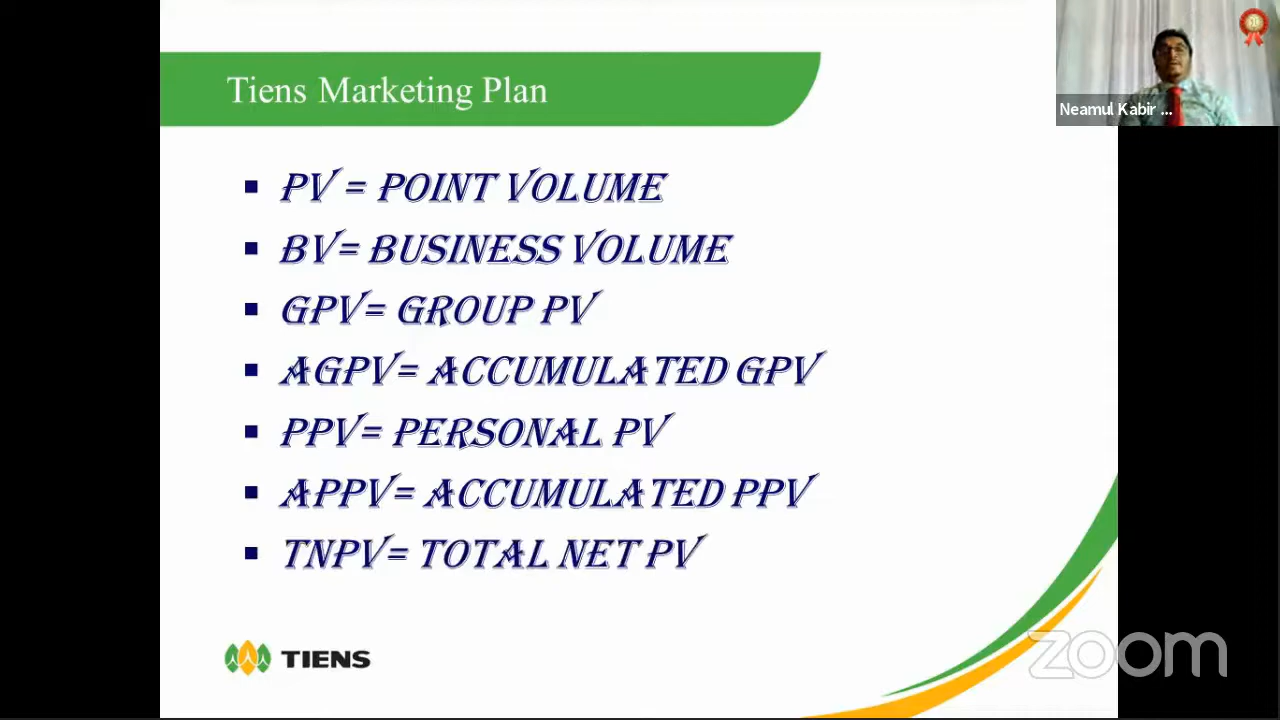 Tiens Marketing Plan
Neamul Kabir ...
PV = POINT VOLUME
BV= BUSINESS VOLUME
GPV= GROUP PV
AGPV= ACCUMULATED GPV
PPV= PERSONAL PV
APPV= ACCUMULATED PPV
TNPV= TOTAL NET PV
TIENS
zoom